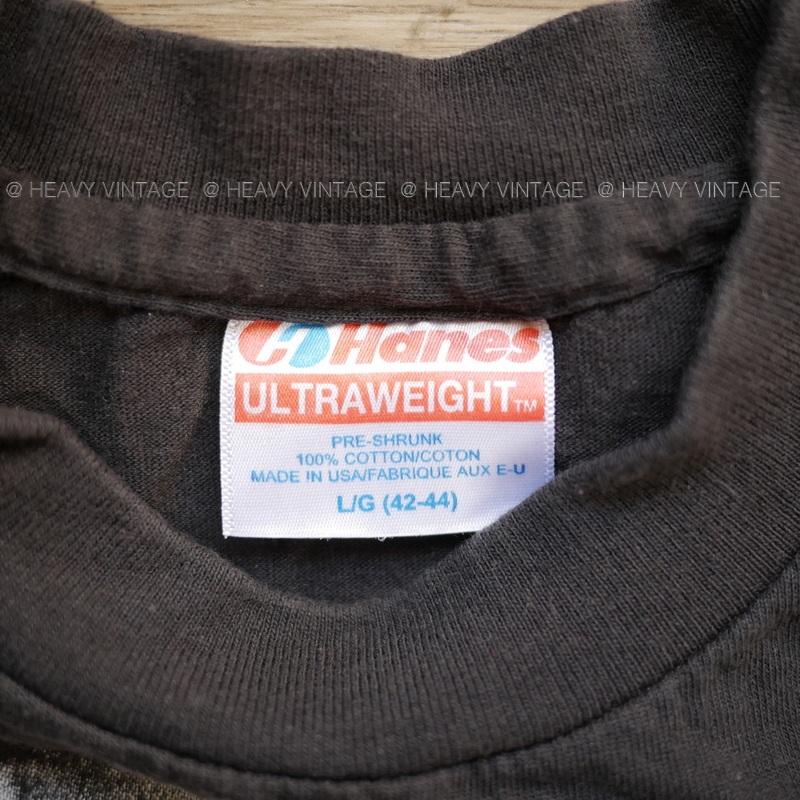 @ HEAVY VINTAGE @ HEAVY VINTAGE @ HEAVY VINTAGE @ HEAVY VINTAGE
Hanes
ULTRAWEIGHT™
PRE-SHRUNK
100% COTTON/COTON
MADE IN USA/FABRIQUE AUX E-U
L/G (42-44)